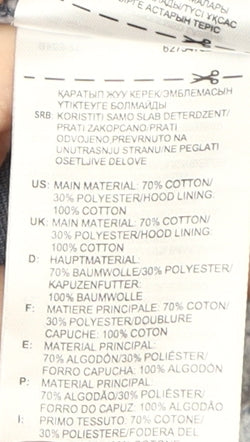 АСТАРЫН ТЕРІС
ҚАРАТЫП ЖУУ КЕРЕК/ЭМБЛЕМАСЫН
ҮТІКТЕУГЕ БОЛМАЙДЫ
SRB: KORISTITI SAMO SLAB DETERDZENT/
PRATI ZAKOPCANO/PRATI
ODVOJENO,PREVRNUTO NA
UNUTRASNJU STRANU/NE PEGLATI
OSETLJIVE DELOVE
US: MAIN MATERIAL: 70% COTTON/
30% POLYESTER/HOOD LINING:
100% COTTON
UK: MAIN MATERIAL: 70% COTTON/
30% POLYESTER/HOOD LINING:
100% COTTON
D: HAUPTMATERIAL:
70% BAUMWOLLE/30% POLYESTER/
KAPUZENFUTTER:
100% BAUMWOLLE
F: MATIERE PRINCIPALE: 70% COTON/
30% POLYESTER/DOUBLURE
CAPUCHE: 100% COTON
E: MATERIAL PRINCIPAL:
70% ALGODÓN/30% POLIÉSTER/
FORRO CAPUCHA: 100% ALGODÓN
P: MATERIAL PRINCIPAL:
70% ALGODÃO/30% POLIÉSTER/
FORRO DO CAPUZ: 100% ALGODÃO
I: PRIMO TESSUTO: 70% COTONE/
30% POLIESTERE/FODERA DEL